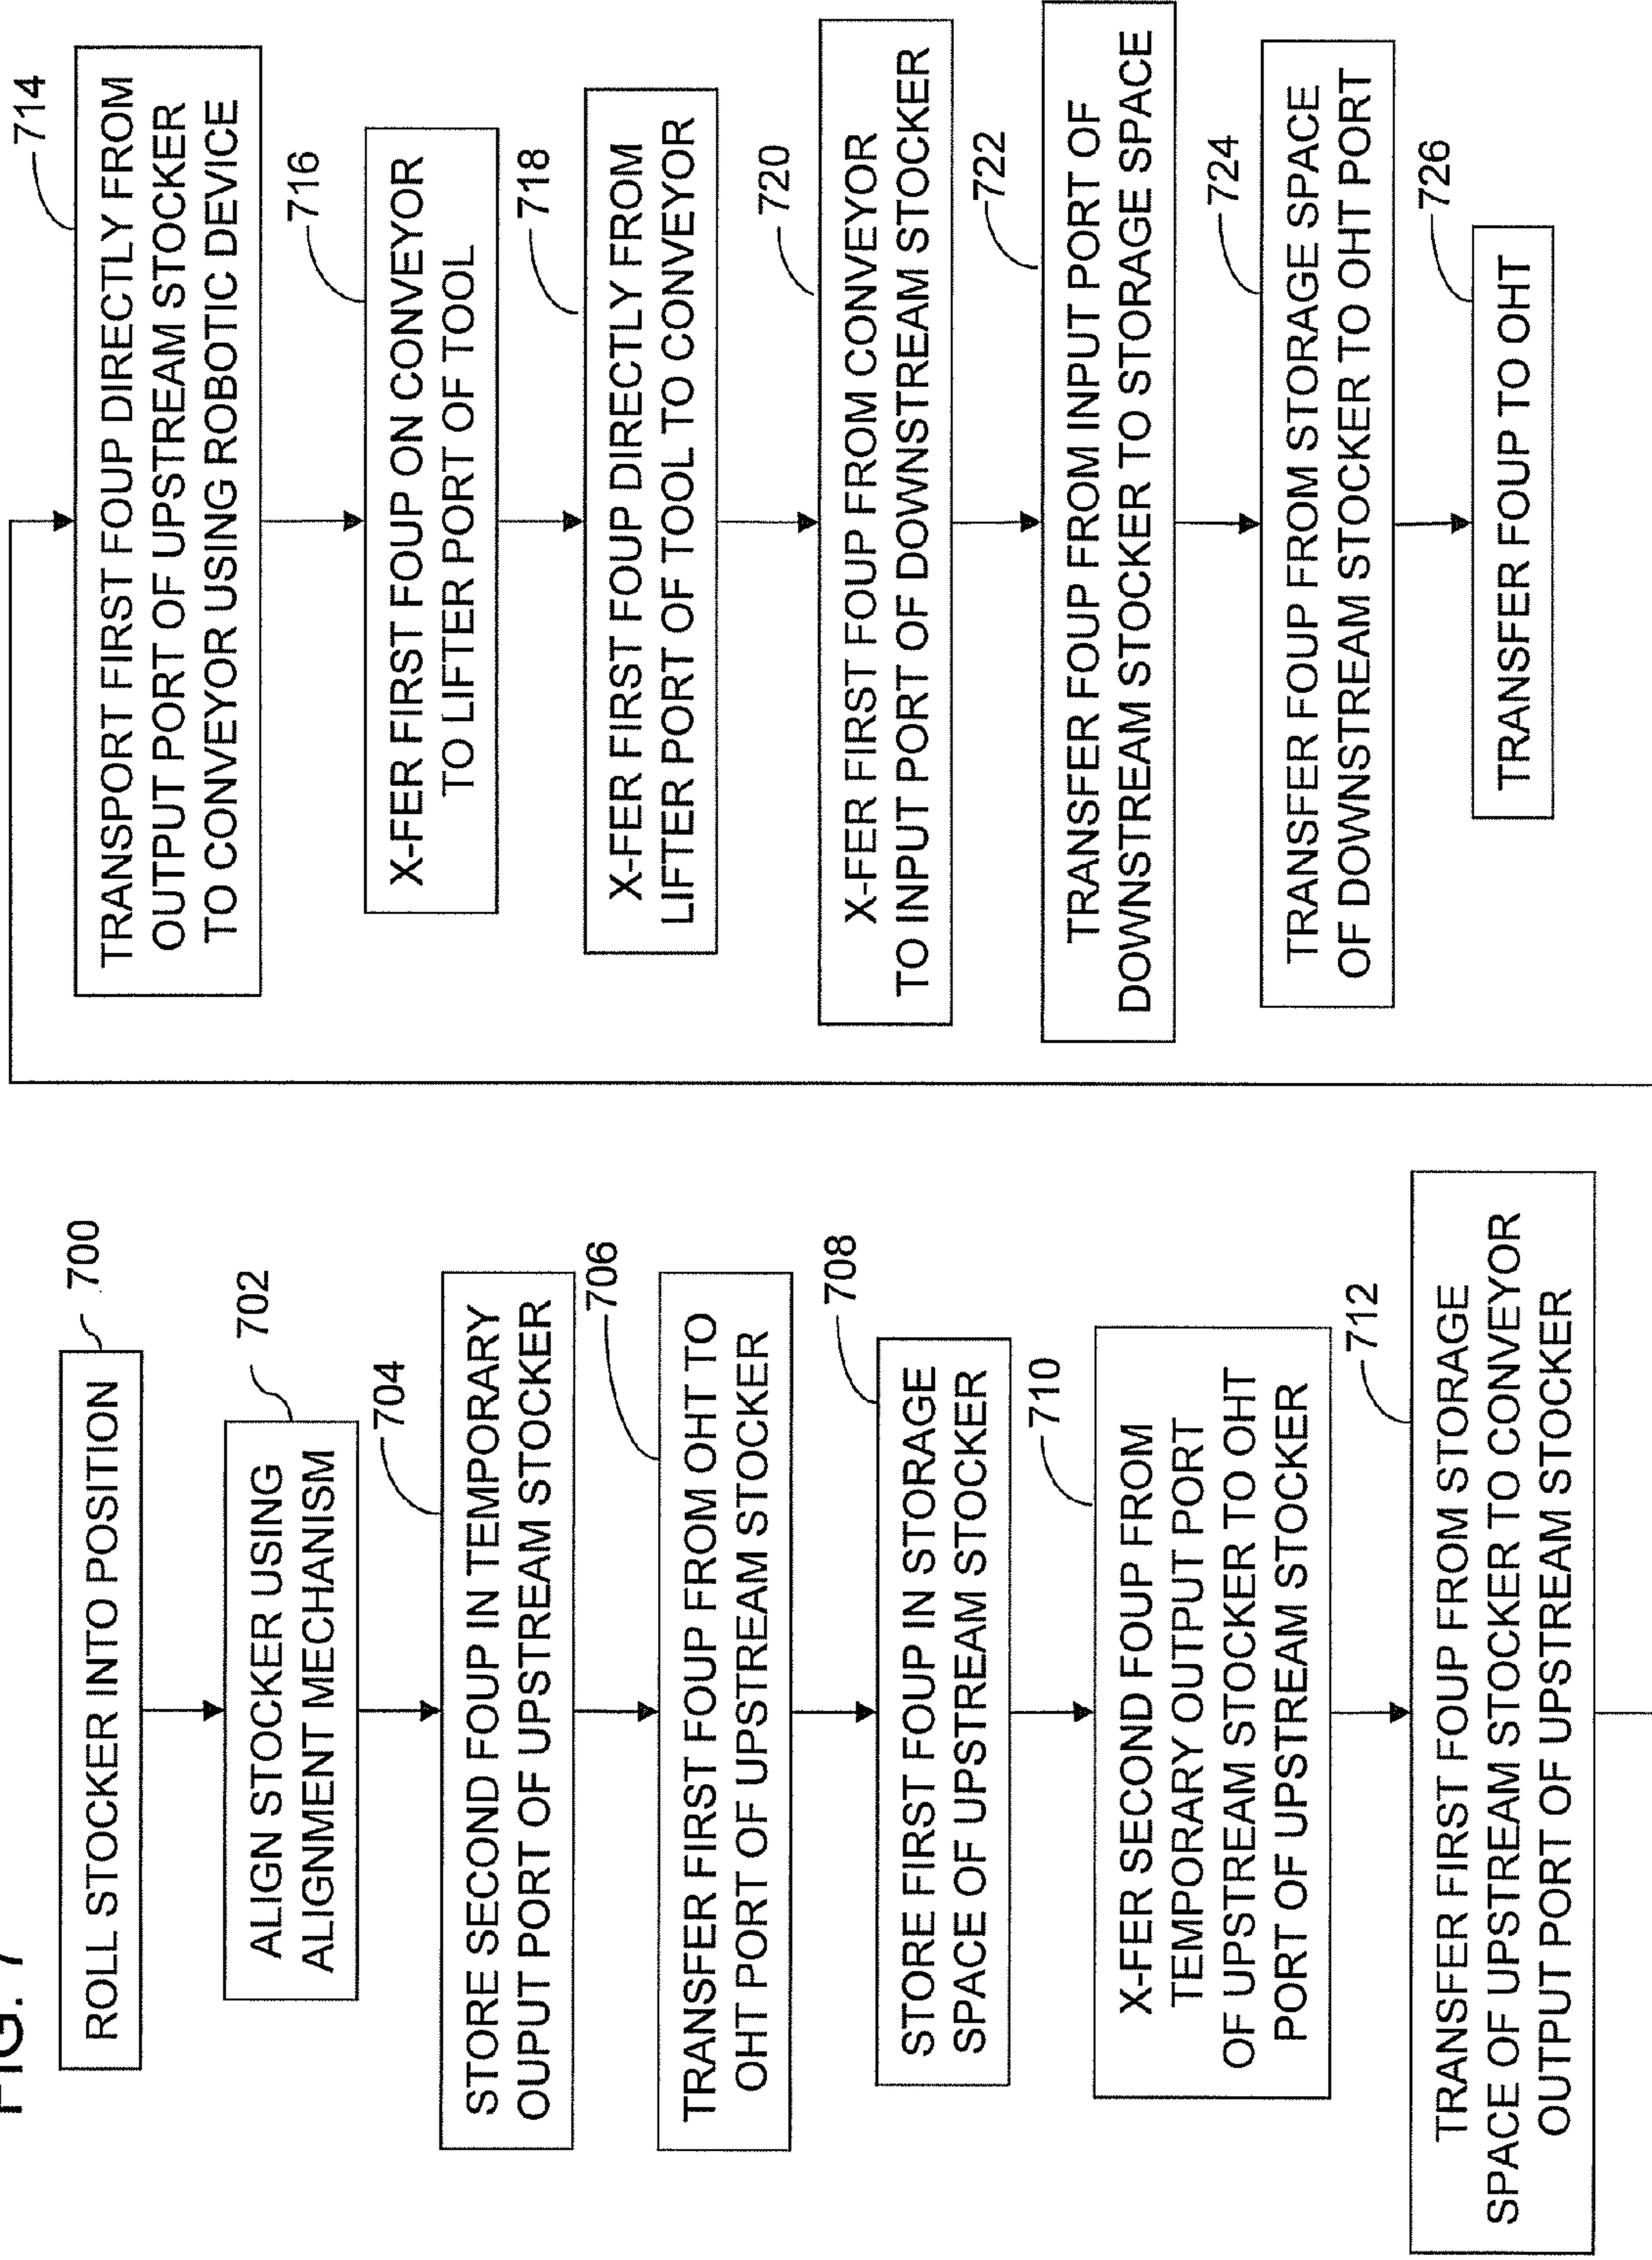 FIG. 7
700
ROLL STOCKER INTO POSITION
702
ALIGN STOCKER USING
ALIGNMENT MECHANISM
704
STORE SECOND FOUP IN TEMPORARY
OUPUT PORT OF UPSTREAM STOCKER
706
TRANSFER FIRST FOUP FROM OHT TO
OHT PORT OF UPSTREAM STOCKER
708
STORE FIRST FOUP IN STORAGE
SPACE OF UPSTREAM STOCKER
710
X-FER SECOND FOUP FROM
TEMPORARY OUTPUT PORT
OF UPSTREAM STOCKER TO OHT
PORT OF UPSTREAM STOCKER
712
TRANSFER FIRST FOUP FROM STORAGE
SPACE OF UPSTREAM STOCKER TO CONVEYOR
OUTPUT PORT OF UPSTREAM STOCKER
714
TRANSPORT FIRST FOUP DIRECTLY FROM
OUTPUT PORT OF UPSTREAM STOCKER
TO CONVEYOR USING ROBOTIC DEVICE
716
X-FER FIRST FOUP ON CONVEYOR
TO LIFTER PORT OF TOOL
718
X-FER FIRST FOUP DIRECTLY FROM
LIFTER PORT OF TOOL TO CONVEYOR
720
X-FER FIRST FOUP FROM CONVEYOR
TO INPUT PORT OF DOWNSTREAM STOCKER
722
TRANSFER FOUP FROM INPUT PORT OF
DOWNSTREAM STOCKER TO STORAGE SPACE
724
TRANSFER FOUP FROM STORAGE SPACE
OF DOWNSTREAM STOCKER TO OHT PORT
726
TRANSFER FOUP TO OHT